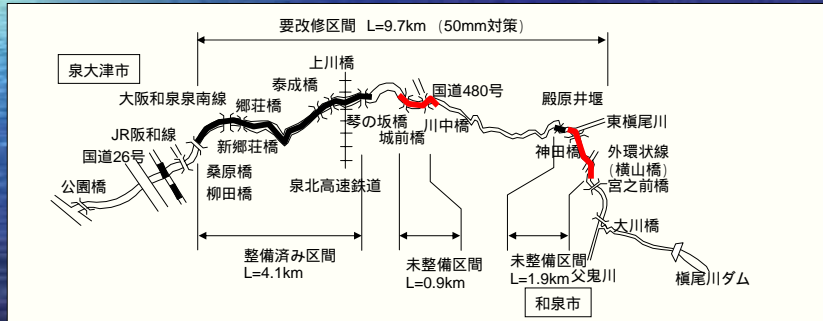 要改修区間 L=9.7km (50mm対策)
泉大津市
上川橋
泰成橋
国道480号
大阪和泉泉南線
郷荘橋
殿原井堰
東槇尾川
JR阪和線
国道26号
新郷荘橋
琴の坂橋
城前橋
川中橋
神田橋
外環状線
(横山橋)
宮之前橋
公園橋
桑原橋
柳田橋
泉北高速鉄道
大川橋
整備済み区間
L=4.1km
未整備区間
L=0.9km
未整備区間
L=1.9km
父鬼川
槇尾川ダム
和泉市